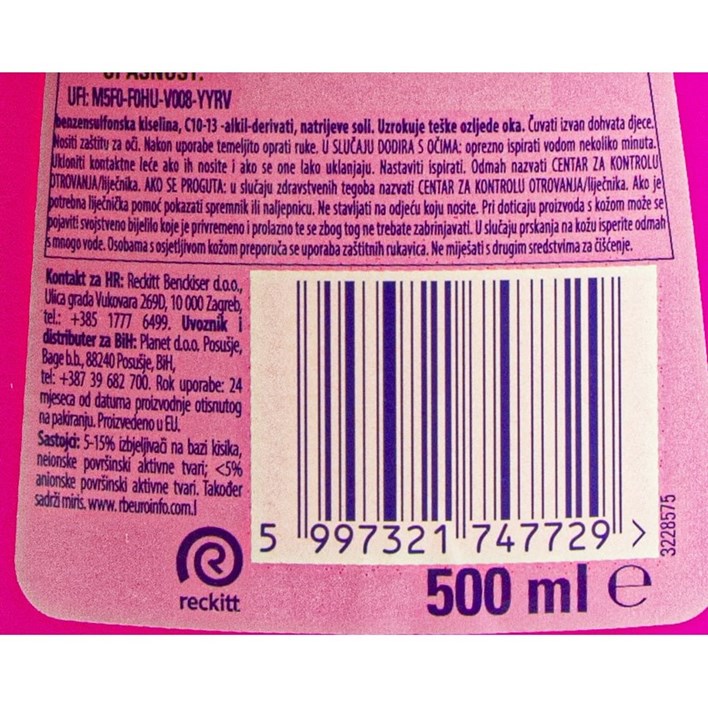 OPASNOST.
UFI: M5F0-F0HU-V008-YYRV
benzensulfonska kiselina, C10-13 -alkil-derivati, natrijeve soli. Uzrokuje teške ozljede oka. Čuvati izvan dohvata djece.
Nositi zaštitu za oči. Nakon uporabe temeljito oprati ruke. U SLUČAJU DODIRA S OČIMA: oprezno ispirati vodom nekoliko minuta.
Ukloniti kontaktne leće ako ih nosite i ako se one lako uklanjaju. Nastaviti ispirati. Odmah nazvati CENTAR ZA KONTROLU
OTROVANJA/liječnika. AKO SE PROGUTA: u slučaju zdravstvenih tegoba nazvati CENTAR ZA KONTROLU OTROVANJA/liječnika. Ako je
potrebna liječnička pomoć pokazati spremnik ili naljepnicu. Ne stavljati na odjeću koju nosite. Pri doticaju proizvoda s kožom može se
pojaviti svojstveno bijelilo koje je privremeno i prolazno te se zbog tog ne trebate zabrinjavati. U slučaju prskanja na kožu isperite odmah
s mnogo vode. Osobama s osjetljivom kožom preporuča se uporaba zaštitnih rukavica. Ne miješati s drugim sredstvima za čišćenje.
Kontakt za HR: Reckitt Benckiser d.o.o.,
Ulica grada Vukovara 269D, 10 000 Zagreb,
tel.: +385 1777 6499. Uvoznik i
distributer za BiH: Planet d.o.o. Posušje,
Bage b.b., 88240 Posušje, BiH,
tel: +387 39 682 700. Rok uporabe: 24
mjeseca od datuma proizvodnje otisnutog
na pakiranju. Proizvedeno u EU.
Sastojci: 5-15% izbjeljivači na bazi kisika,
neionske površinski aktivne tvari; <5%
anionske površinski aktivne tvari. Također
sadrži miris. www. rbeuroinfo.com.l
5 997321 747729 >
3228575
reckitt
500 ml e